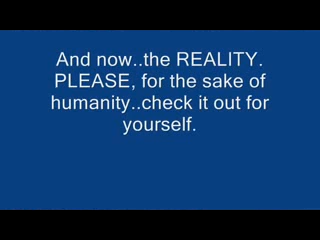 And now..the REALITY.
PLEASE, for the sake of
humanity..check it out for
yourself.